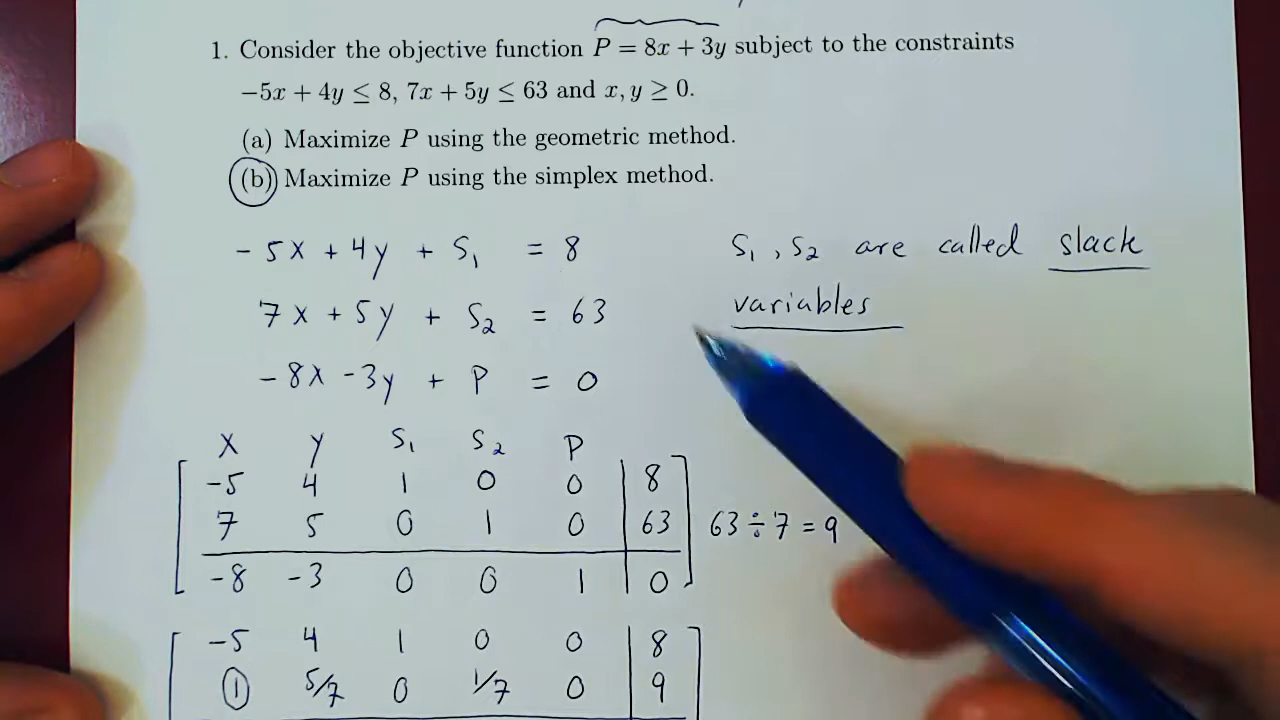 1. Consider the objective function P = 8x + 3y subject to the constraints
−5x + 4y ≤ 8, 7x + 5y ≤ 63 and x, y ≥ 0.
(a) Maximize P using the geometric method.
(b) Maximize P using the simplex method.
-5x + 4y + S₁ = 8
S₁, S₂ are called slack
variables
7x + 5y + S₂ = 63
-8x -3y + P = 0
X Y S₁ S₂ P
-5 4 1 0 0 | 8
7 5 0 1 0 | 63 63 ÷ 7 = 9
-8 -3 0 0 1 | 0
-5 4 1 0 0 | 8
1 5/7 0 1/7 0 | 9